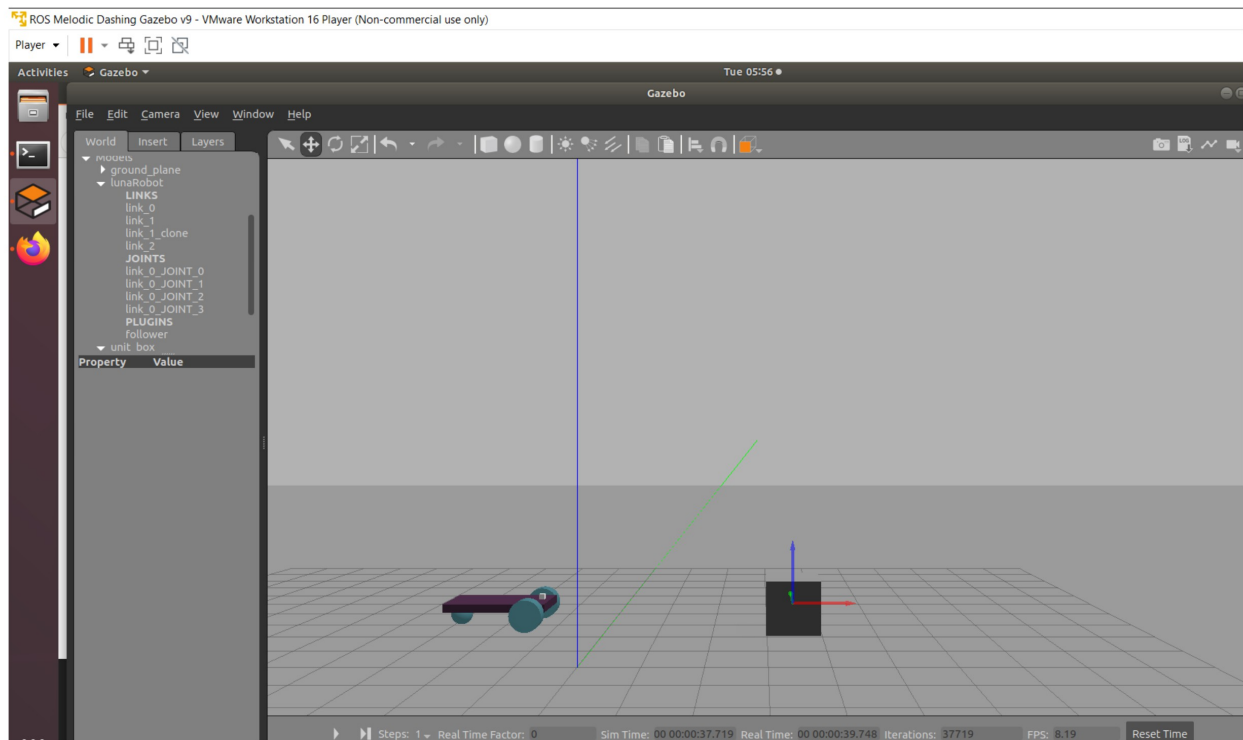 ROS Melodic Dashing Gazebo v9 - VMware Workstation 16 Player (Non-commercial use only)
Player
Activities Gazebo Tue 05:56
Gazebo
File Edit Camera View Window Help
World Insert Layers
Models
ground_plane
lunaRobot
LINKS
link_0
link_1
link_1_clone
link_2
JOINTS
link_0_JOINT_0
link_0_JOINT_1
link_0_JOINT_2
link_0_JOINT_3
PLUGINS
follower
unit_box
Property Value
Steps: 1 Real Time Factor: 0 Sim Time: 00 00:00:37.719 Real Time: 00 00:00:39.748 Iterations: 37719 FPS: 8.19 Reset Time